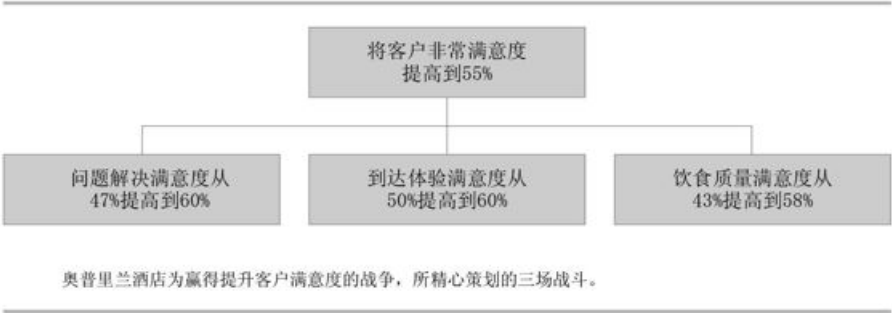 将客户非常满意度
提高到55%
问题解决满意度从
47%提高到60%
到达体验满意度从
50%提高到60%
饮食质量满意度从
43%提高到58%
奥普里兰酒店为赢得提升客户满意度的战争，所精心策划的三场战斗。